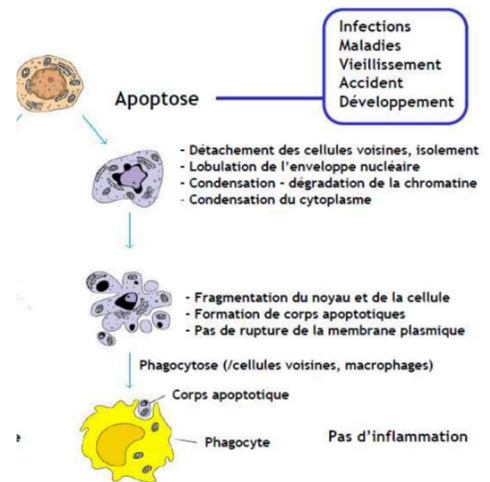 Infections
Maladies
Vieillissement
Accident
Développement
Apoptose
- Détachement des cellules voisines, isolement
- Lobulation de l'enveloppe nucléaire
- Condensation - dégradation de la chromatine
- Condensation du cytoplasme
- Fragmentation du noyau et de la cellule
- Formation de corps apoptotiques
- Pas de rupture de la membrane plasmique
Phagocytose (/cellules voisines, macrophages)
Corps apoptotique
Phagocyte
Pas d'inflammation